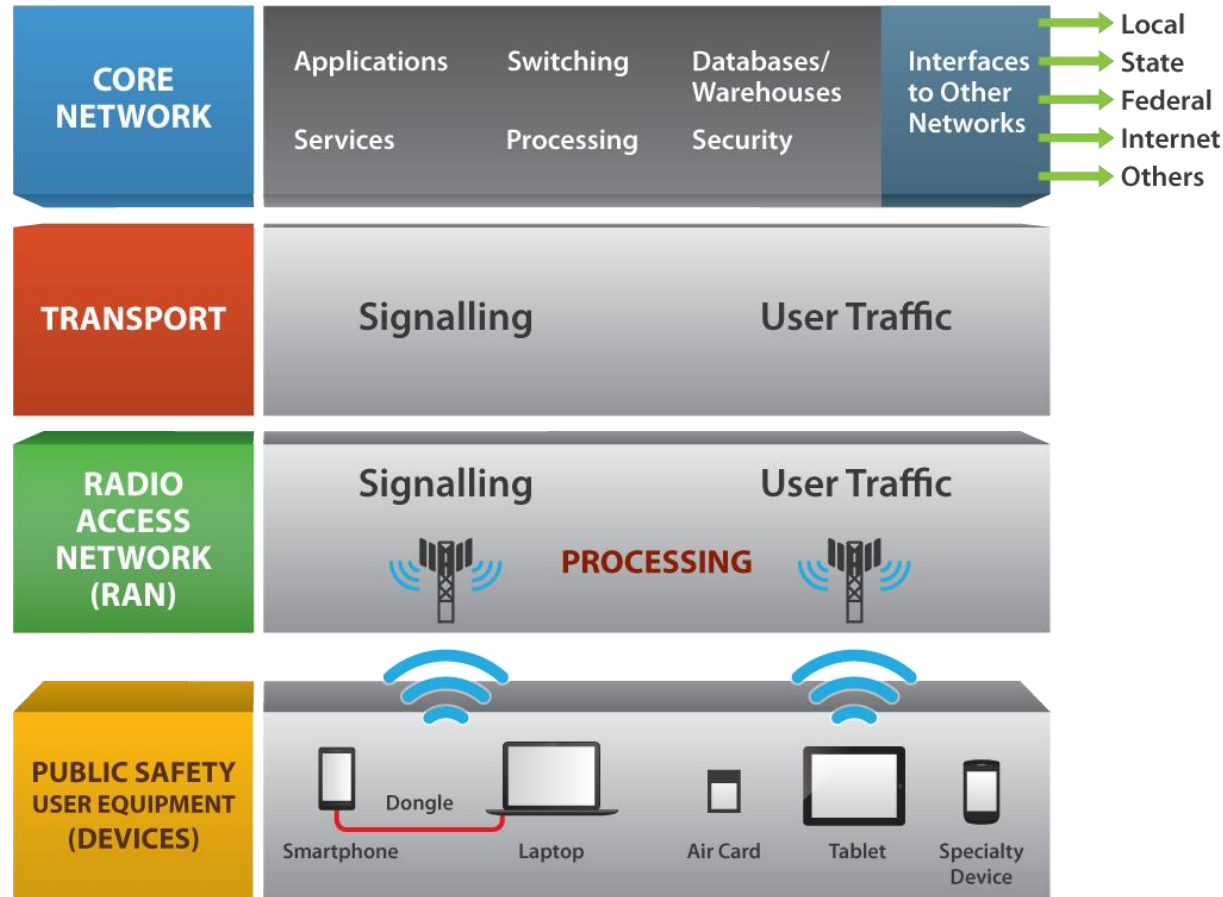 CORE
NETWORK
Applications
Switching
Databases/
Warehouses
Services
Processing
Security
Interfaces
to Other
Networks
Local
State
Federal
Internet
Others
TRANSPORT
Signalling
User Traffic
RADIO
ACCESS
NETWORK
(RAN)
Signalling
User Traffic
PROCESSING
PUBLIC SAFETY
USER EQUIPMENT
(DEVICES)
Dongle
Smartphone
Laptop
Air Card
Tablet
Specialty
Device